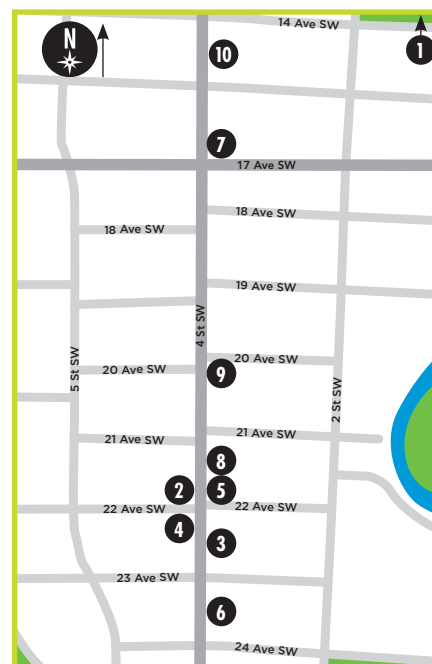 14 Ave SW
N
1
10
7
17 Ave SW
18 Ave SW
18 Ave SW
19 Ave SW
4 St SW
20 Ave SW
20 Ave SW
9
5 St SW
2 St SW
21 Ave SW
21 Ave SW
8
2
5
22 Ave SW
22 Ave SW
4
3
23 Ave SW
6
24 Ave SW